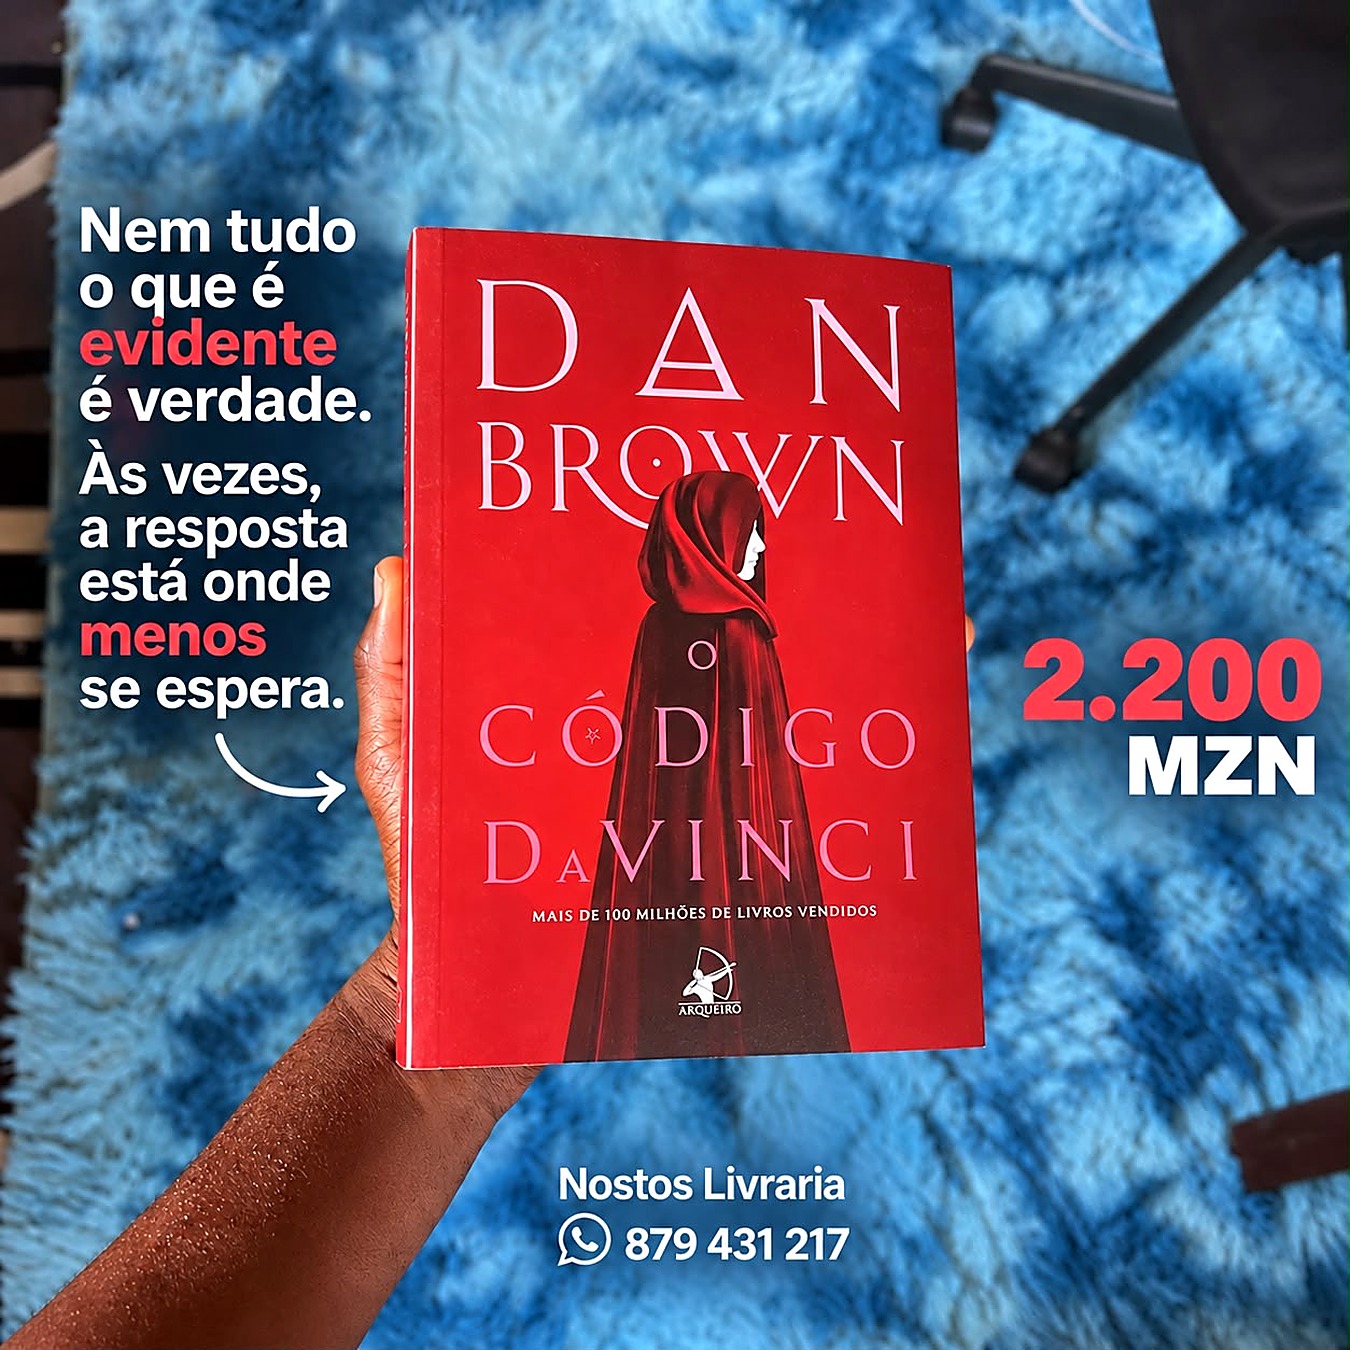 Nem tudo
o que é
evidente
é verdade.
Às vezes,
a resposta
está onde
menos
se espera.
DAN
BROWN
O
CÓDIGO
DA VINCI
MAIS DE 100 MILHÕES DE LIVROS VENDIDOS
ARQUEIRO
2.200
MZN
Nostos Livraria
879 431 217